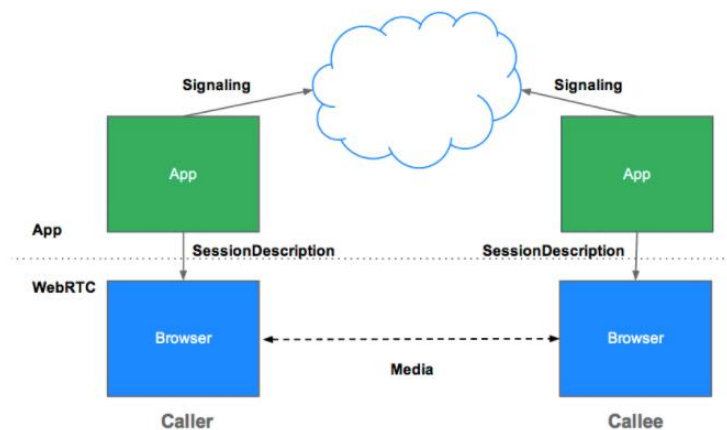 Signaling
Signaling
App
App
App
SessionDescription
SessionDescription
WebRTC
Browser
Browser
Media
Caller
Callee